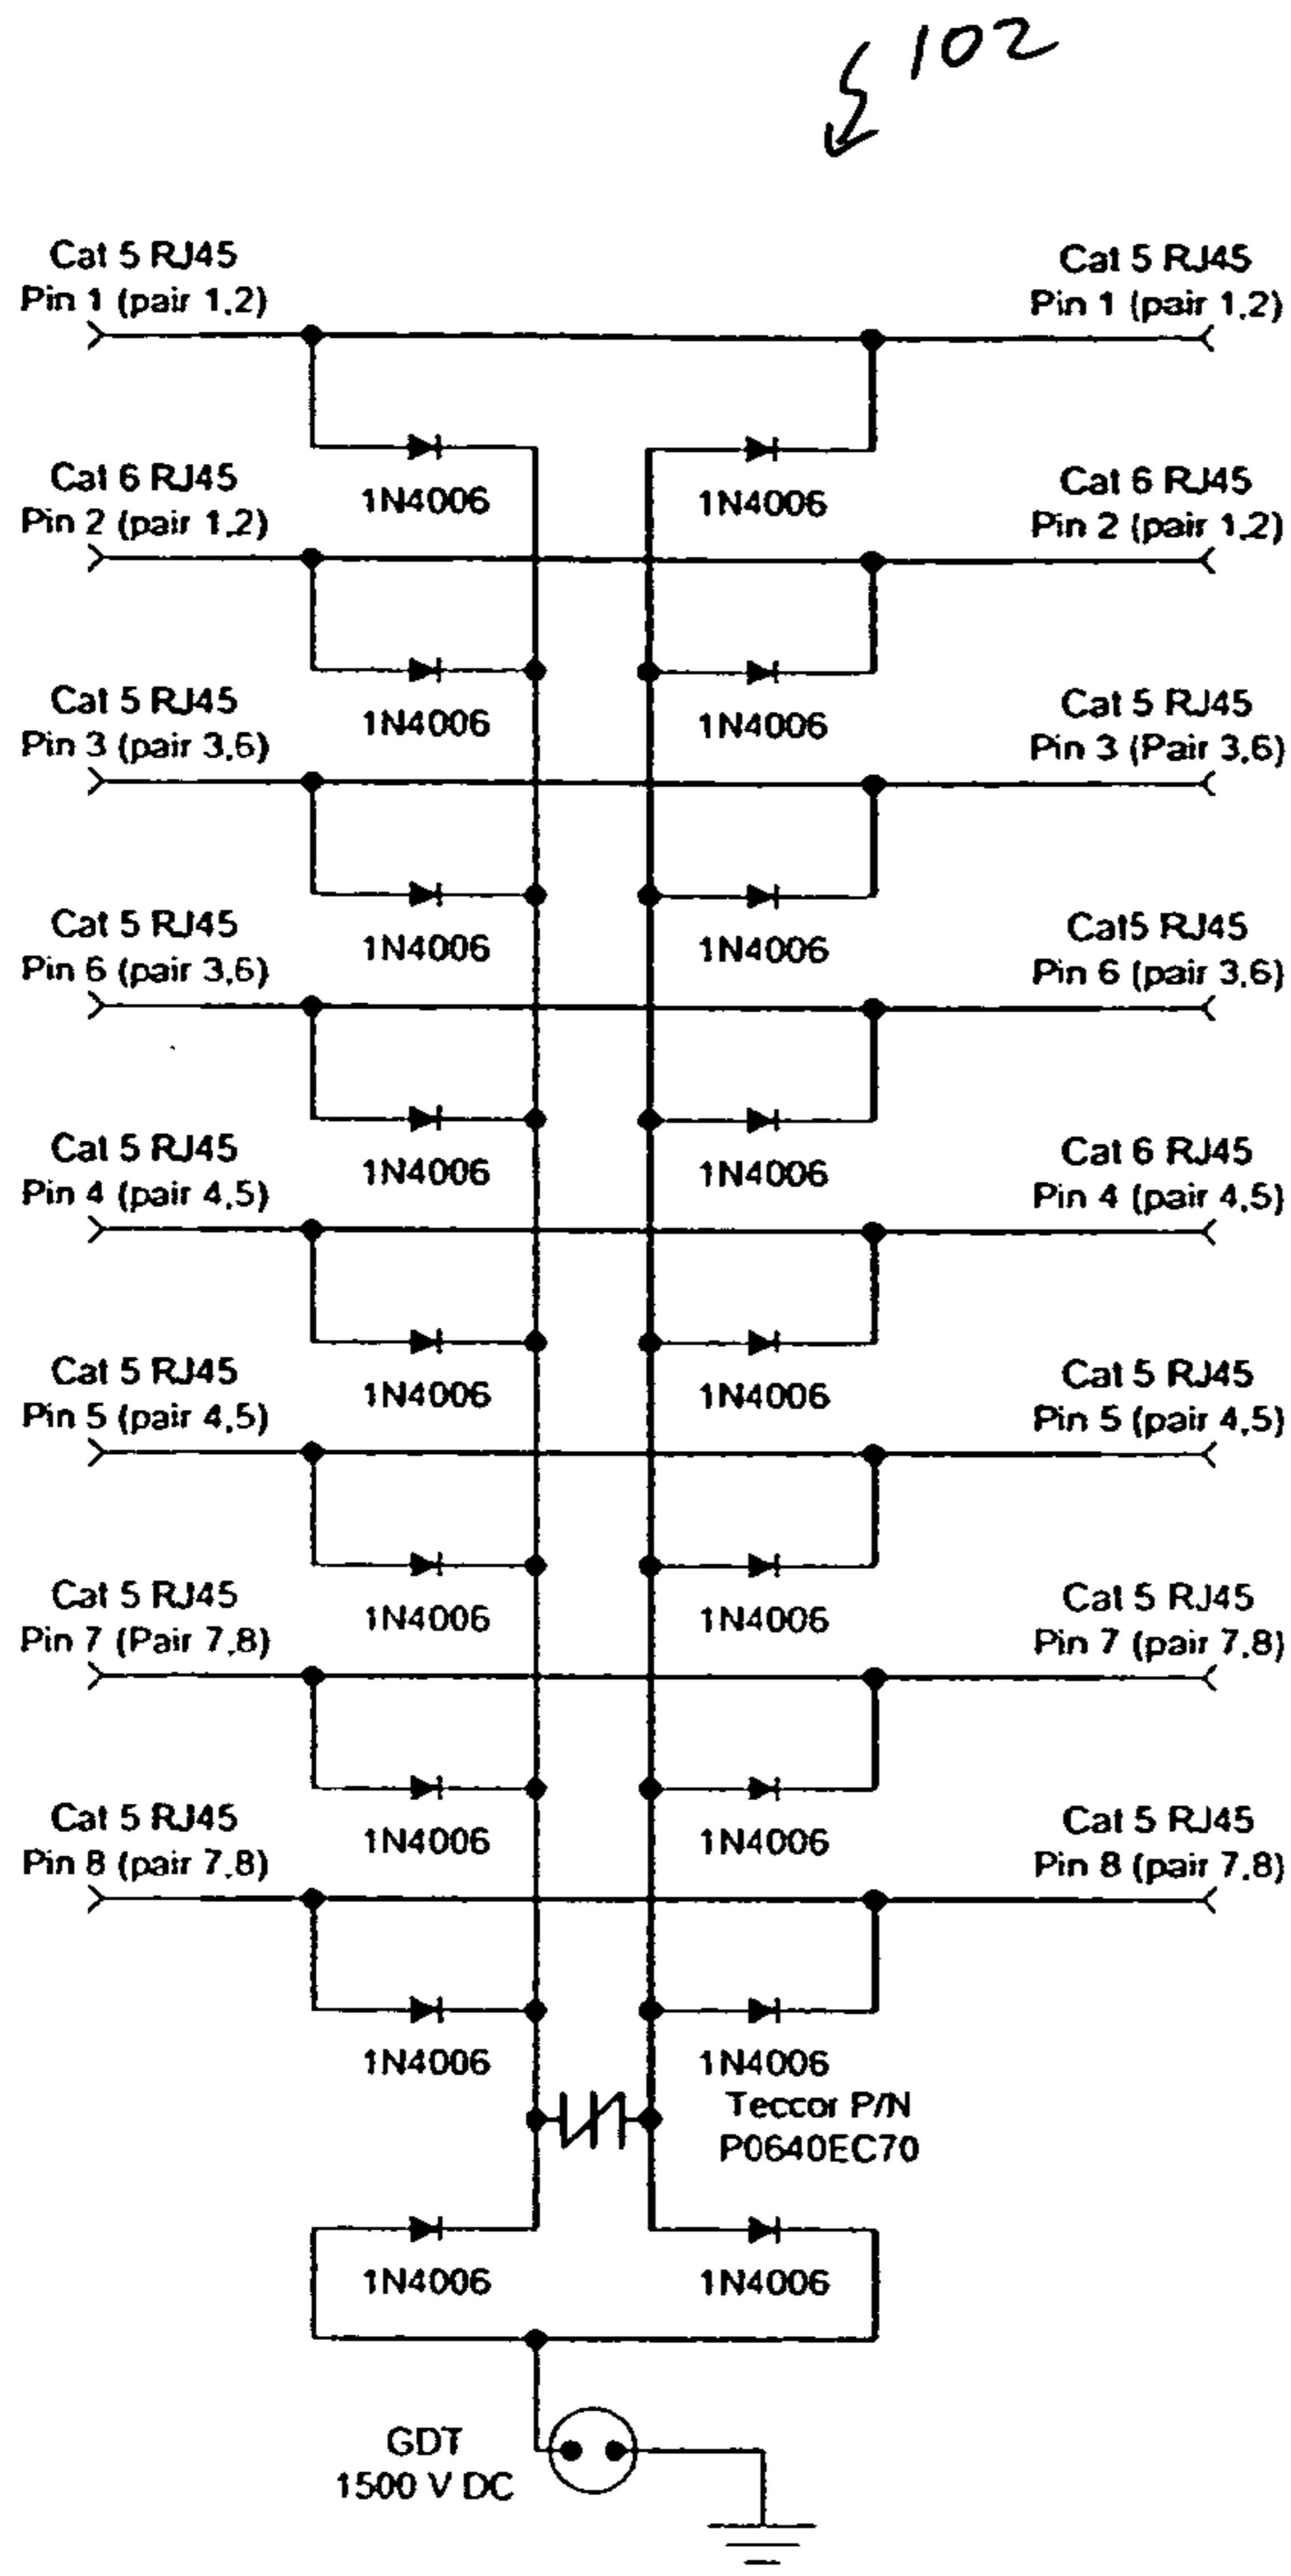 102
Cat 5 RJ45
Pin 1 (pair 1,2)
Cat 5 RJ45
Pin 1 (pair 1,2)
1N4006
1N4006
Cat 6 RJ45
Pin 2 (pair 1,2)
Cat 6 RJ45
Pin 2 (pair 1,2)
1N4006
1N4006
Cat 5 RJ45
Pin 3 (pair 3,6)
Cat 5 RJ45
Pin 3 (Pair 3,6)
1N4006
1N4006
Cat 5 RJ45
Pin 6 (pair 3,6)
Cat5 RJ45
Pin 6 (pair 3,6)
1N4006
1N4006
Cat 5 RJ45
Pin 4 (pair 4,5)
Cat 6 RJ45
Pin 4 (pair 4,5)
1N4006
1N4006
Cat 5 RJ45
Pin 5 (pair 4,5)
Cat 5 RJ45
Pin 5 (pair 4,5)
1N4006
1N4006
Cat 5 RJ45
Pin 7 (Pair 7,8)
Cat 5 RJ45
Pin 7 (pair 7,8)
1N4006
1N4006
Cat 5 RJ45
Pin 8 (pair 7,8)
Cat 5 RJ45
Pin 8 (pair 7,8)
1N4006
1N4006
Teccor P/N
P0640EC70
1N4006
1N4006
GDT
1500 V DC